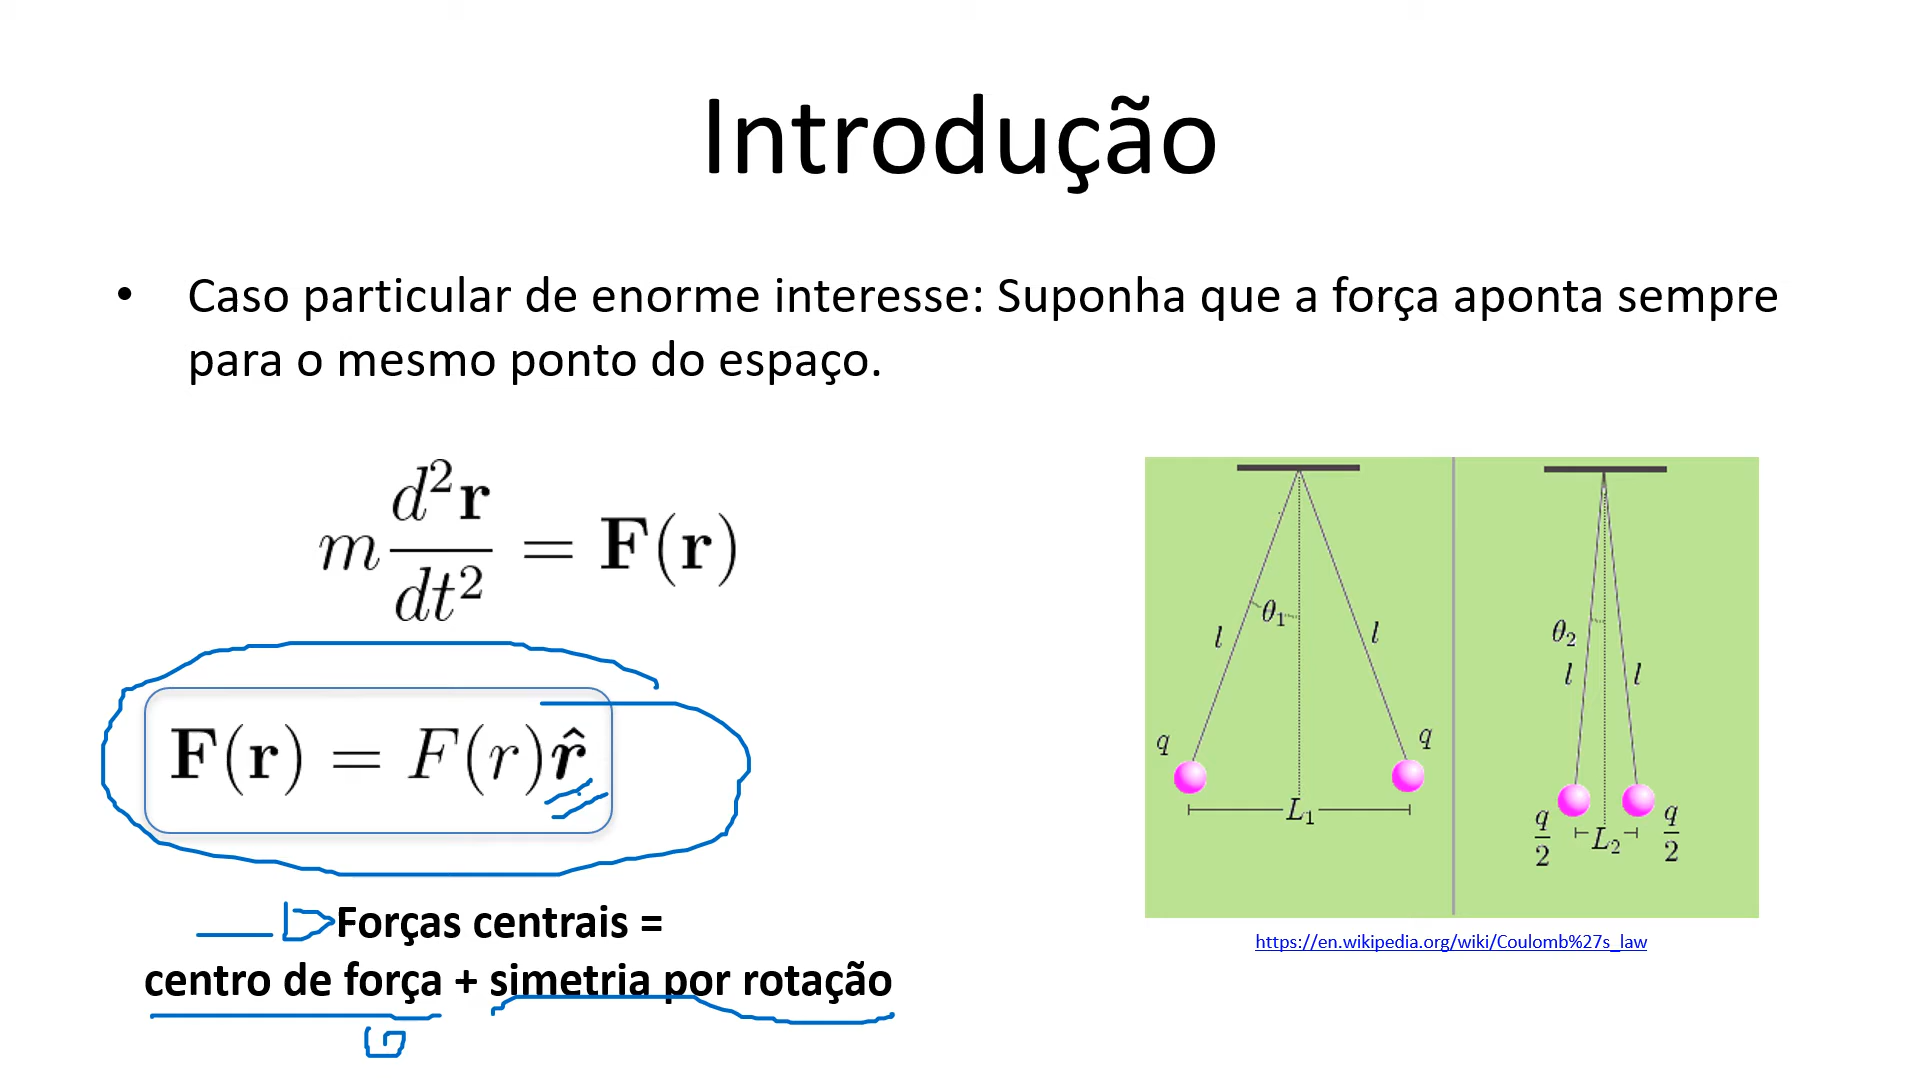 Introdução
• Caso particular de enorme interesse: Suponha que a força aponta sempre
para o mesmo ponto do espaço.
m d²r/dt² = F(r)
F(r) = F(r)r̂
Forças centrais =
centro de força + simetria por rotação
θ₁
l
l
q
q
L₁
θ₂
l
l
q/2
L₂
q/2
https://en.wikipedia.org/wiki/Coulomb%27s_law